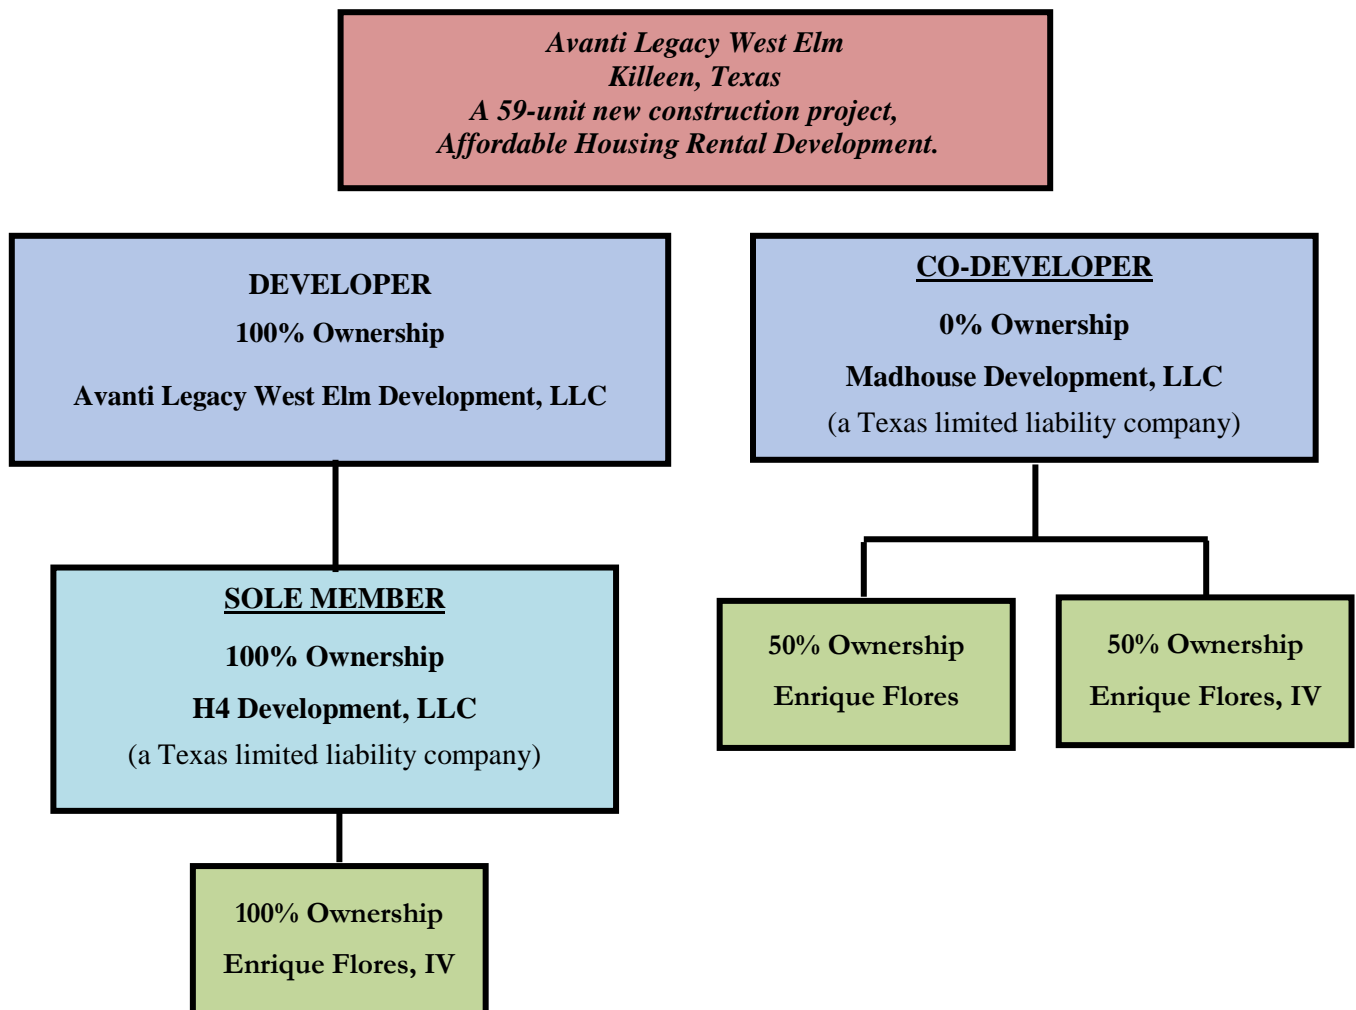 Avanti Legacy West Elm
Killeen, Texas
A 59-unit new construction project,
Affordable Housing Rental Development.
DEVELOPER
100% Ownership
Avanti Legacy West Elm Development, LLC
CO-DEVELOPER
0% Ownership
Madhouse Development, LLC
(a Texas limited liability company)
SOLE MEMBER
100% Ownership
H4 Development, LLC
(a Texas limited liability company)
50% Ownership
Enrique Flores
50% Ownership
Enrique Flores, IV
100% Ownership
Enrique Flores, IV